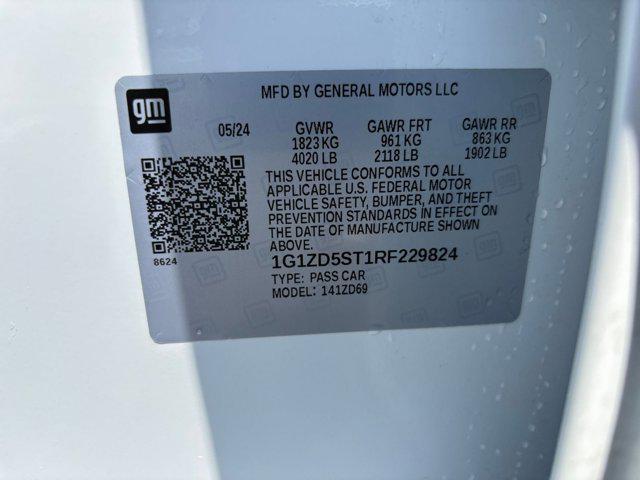 MFD BY GENERAL MOTORS LLC
gm
05/24 GVWR GAWR FRT GAWR RR
1823 KG 961 KG 863 KG
4020 LB 2118 LB 1902 LB
THIS VEHICLE CONFORMS TO ALL
APPLICABLE U.S. FEDERAL MOTOR
VEHICLE SAFETY, BUMPER, AND THEFT
PREVENTION STANDARDS IN EFFECT ON
THE DATE OF MANUFACTURE SHOWN
ABOVE.
8624
1G1ZD5ST1RF229824
TYPE: PASS CAR
MODEL: 141ZD69